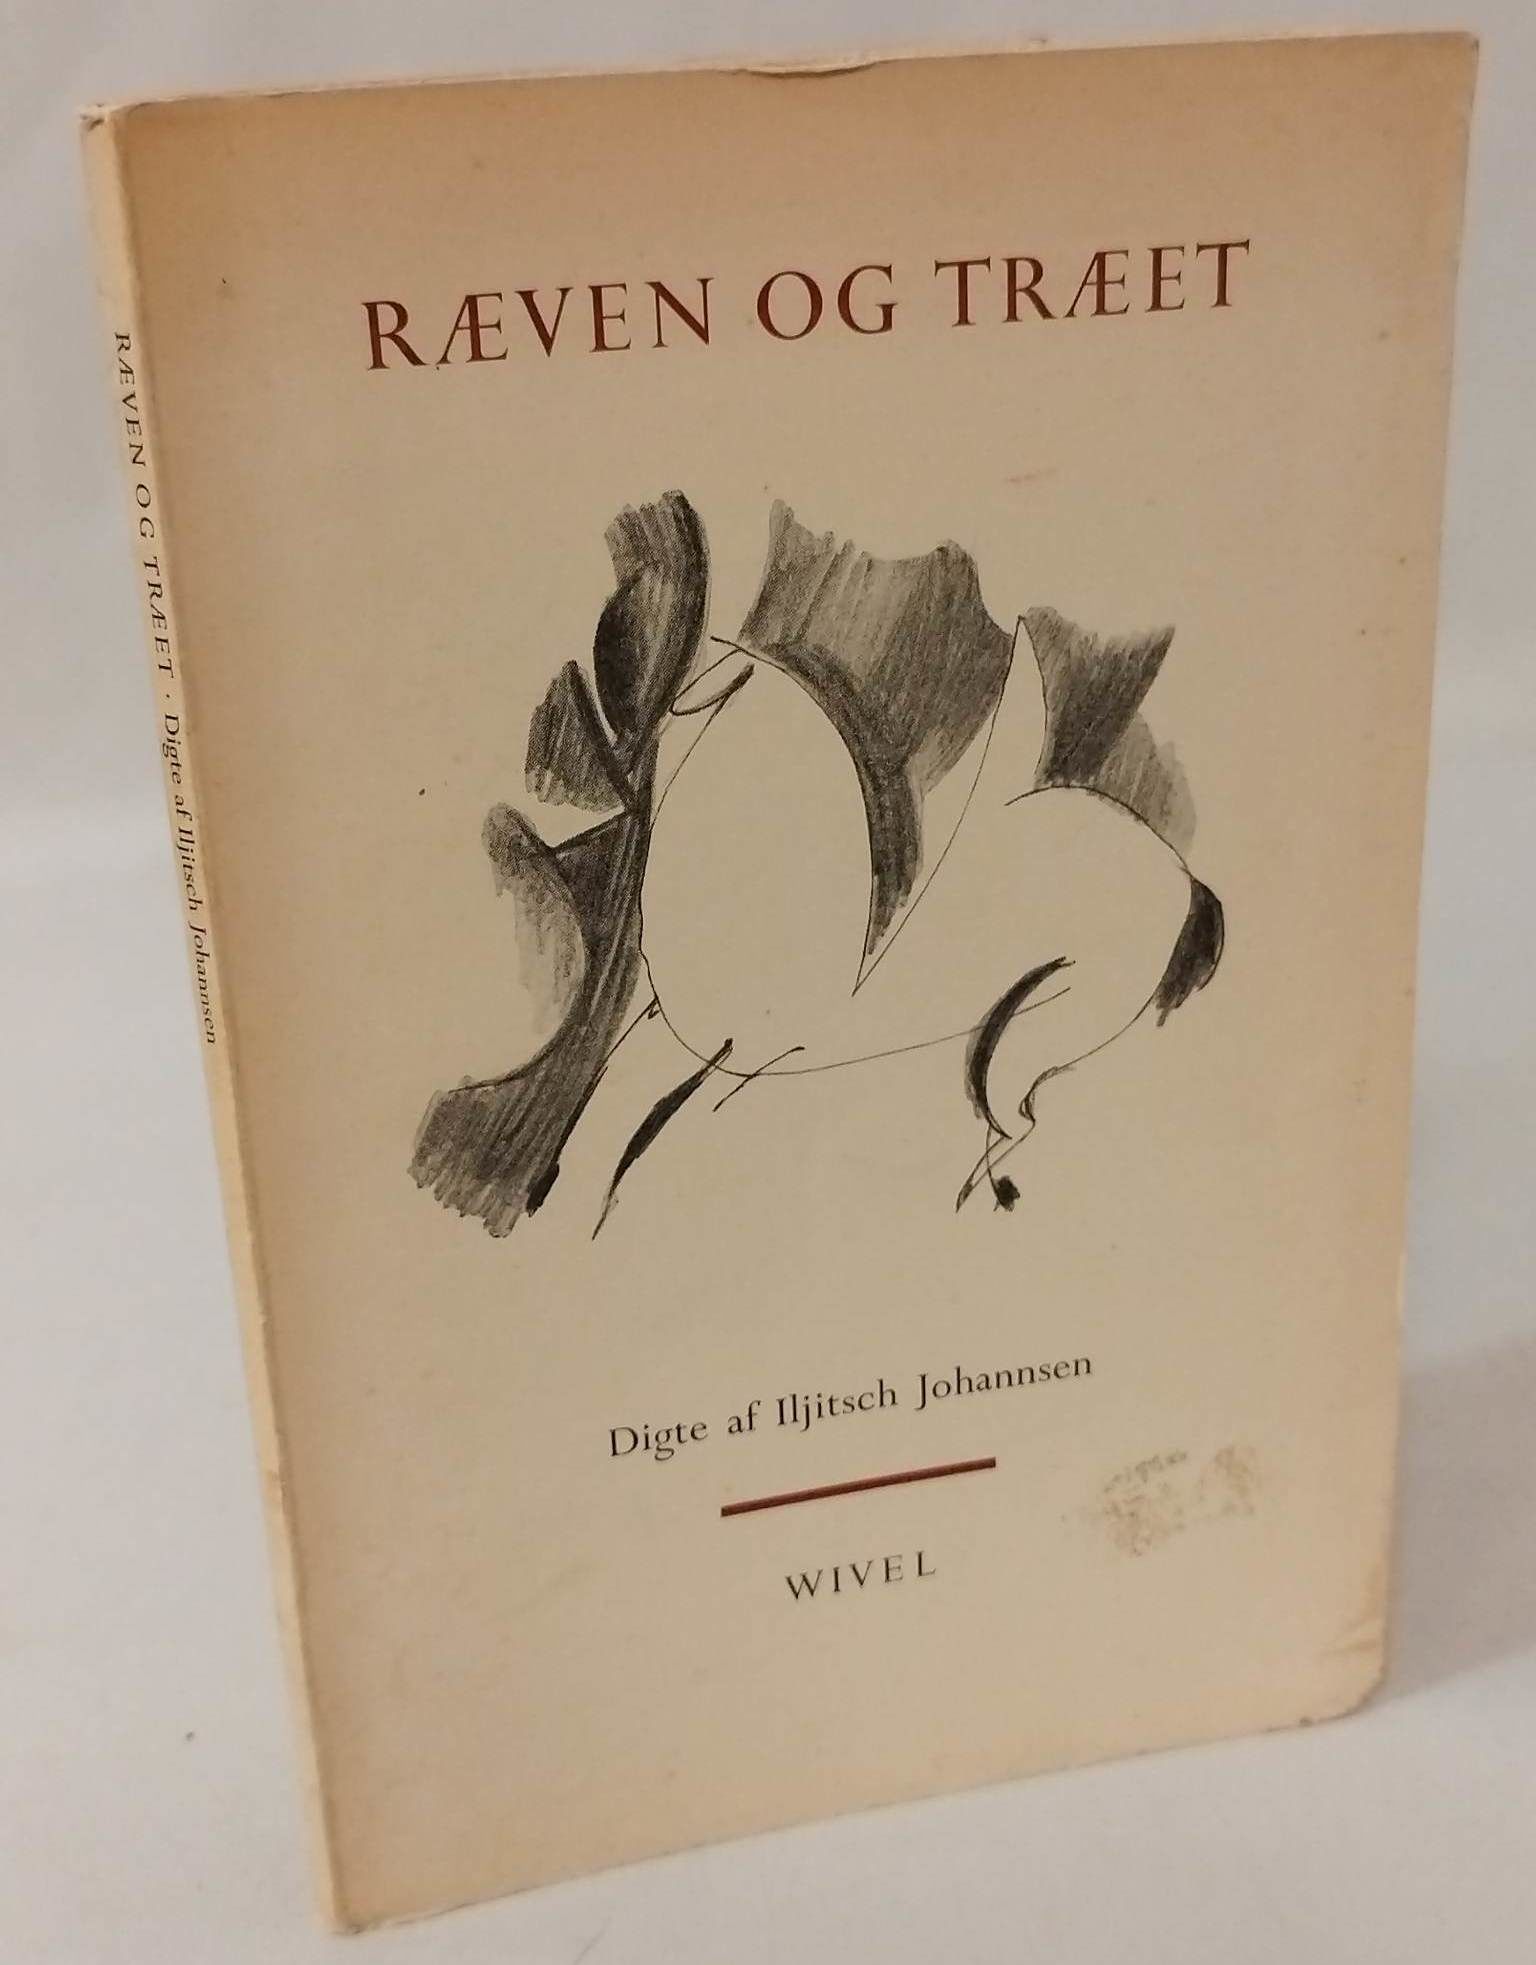 RÆVEN OG TRÆET
Digte af Iljitsch Johannsen
WIVEL
RÆVEN OG TRÆET · Digte af Iljitsch Johannsen